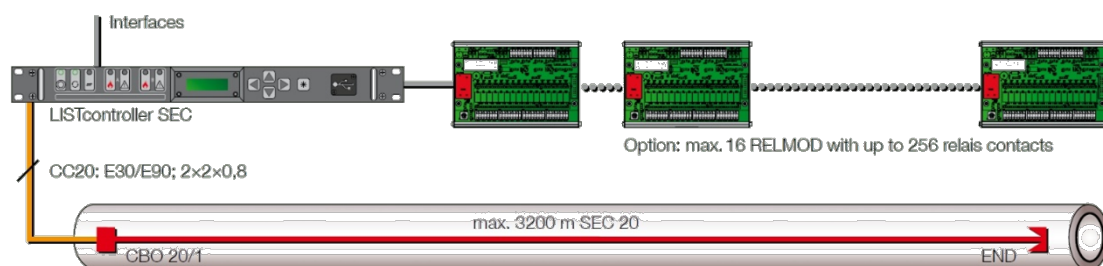 Interfaces
LISTcontroller SEC
Option: max. 16 RELMOD with up to 256 relais contacts
CC20: E30/E90; 2×2×0,8
max. 3200 m SEC 20
CBO 20/1
END